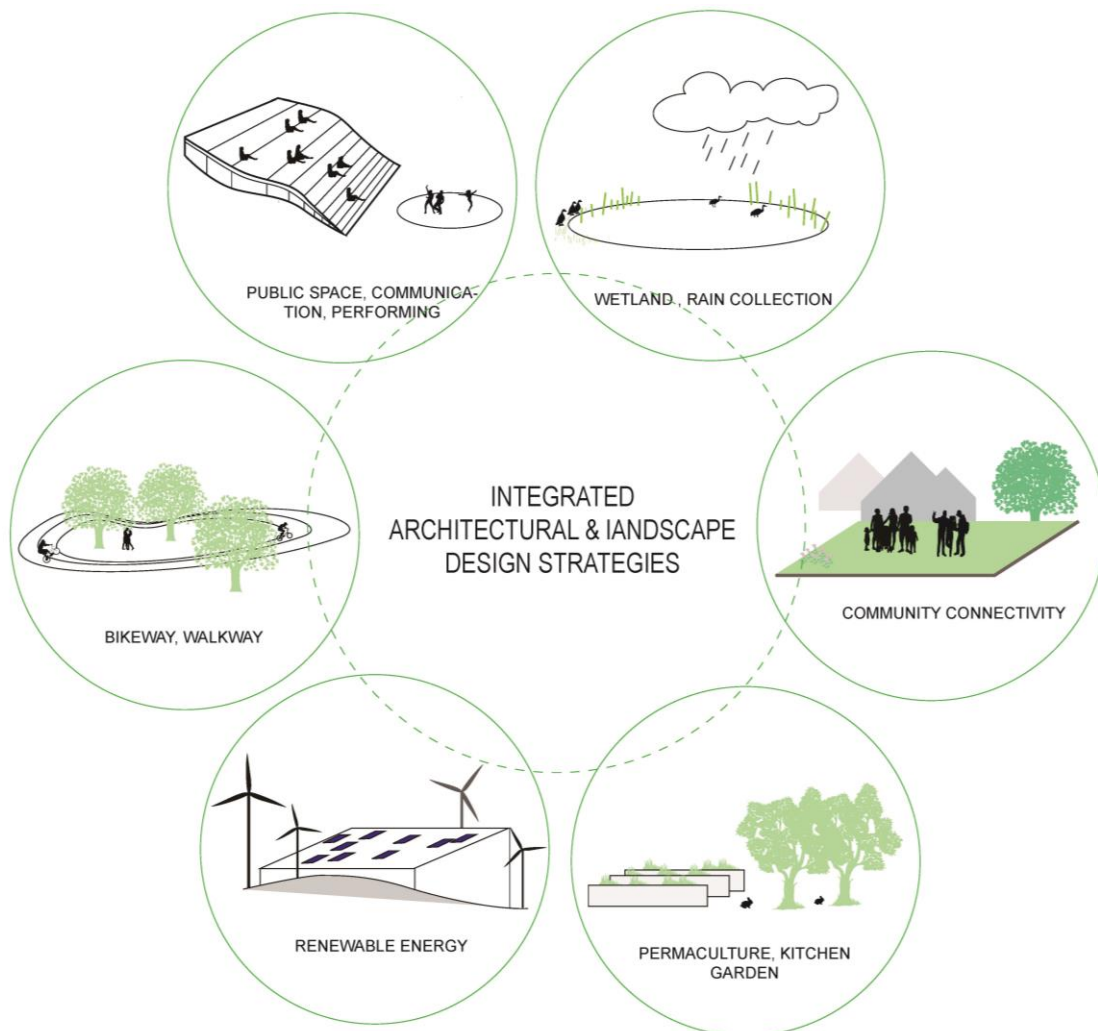 PUBLIC SPACE, COMMUNICA-
TION, PERFORMING
WETLAND , RAIN COLLECTION
INTEGRATED
ARCHITECTURAL & lANDSCAPE
DESIGN STRATEGIES
COMMUNITY CONNECTIVITY
BIKEWAY, WALKWAY
RENEWABLE ENERGY
PERMACULTURE, KITCHEN
GARDEN